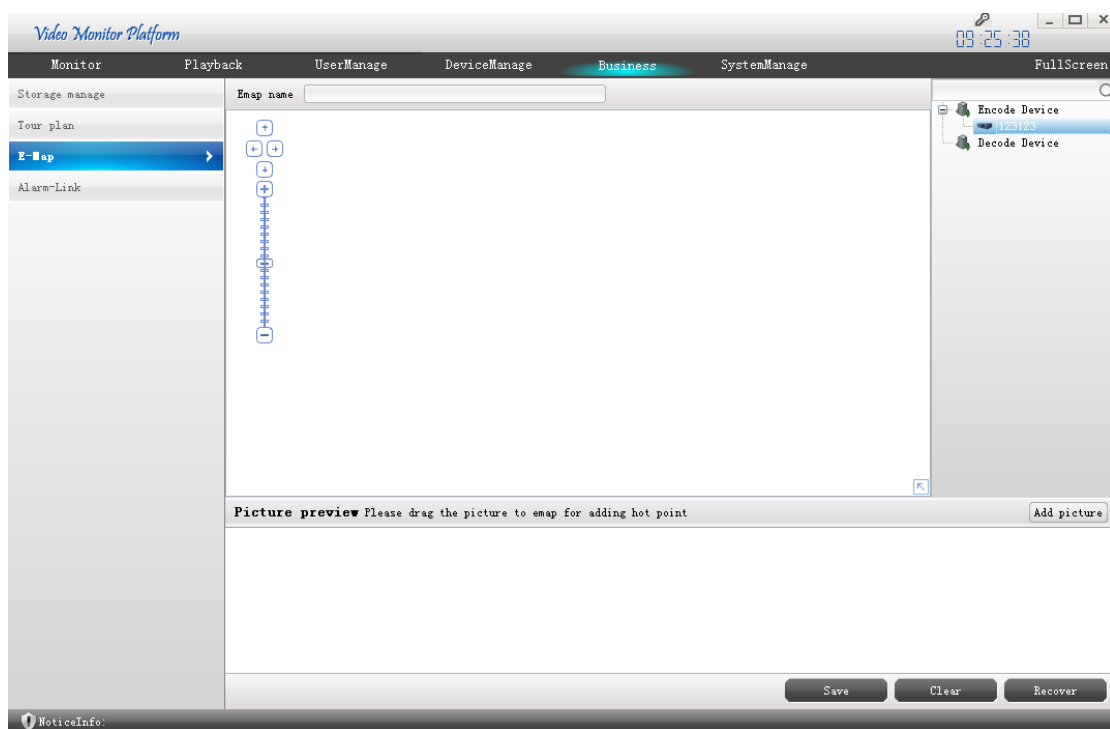 Video Monitor Platform
09:25:38
Monitor Playback UserManage DeviceManage Business SystemManage FullScreen
Storage manage
Tour plan
E-Map
Alarm-Link
Emap name
Encode Device
123123
Decode Device
Picture preview Please drag the picture to emap for adding hot point
Add picture
Save Clear Recover
NoticeInfo: